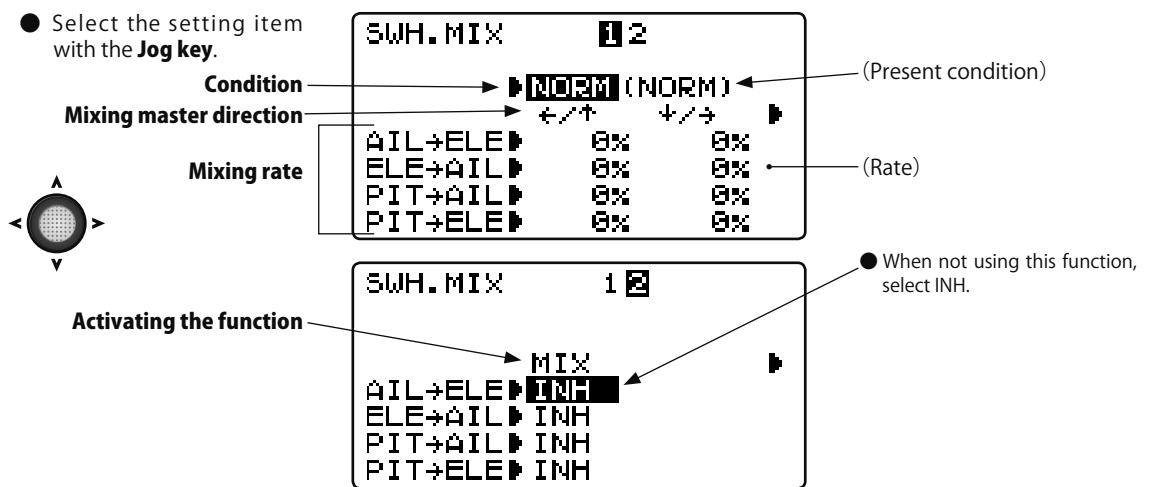 ● Select the setting item
with the Jog key.
SWH.MIX 1 2
Condition
NORM (NORM)
(Present condition)
Mixing master direction
←/↑ ↓/→
Mixing rate
AIL→ELE 0% 0%
ELE→AIL 0% 0%
(Rate)
PIT→AIL 0% 0%
PIT→ELE 0% 0%
SWH.MIX 1 2
● When not using this function,
select INH.
Activating the function
MIX
AIL→ELE INH
ELE→AIL INH
PIT→AIL INH
PIT→ELE INH